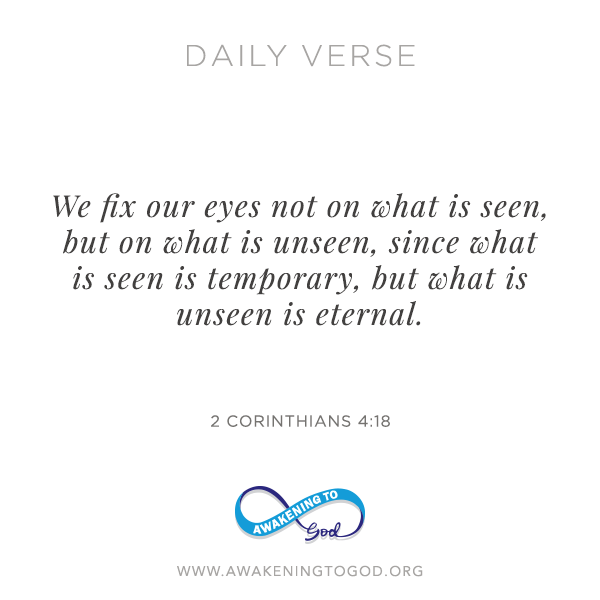 DAILY VERSE
We fix our eyes not on what is seen,
but on what is unseen, since what
is seen is temporary, but what is
unseen is eternal.
2 CORINTHIANS 4:18
AWAKENING TO
God
WWW.AWAKENINGTOGOD.ORG